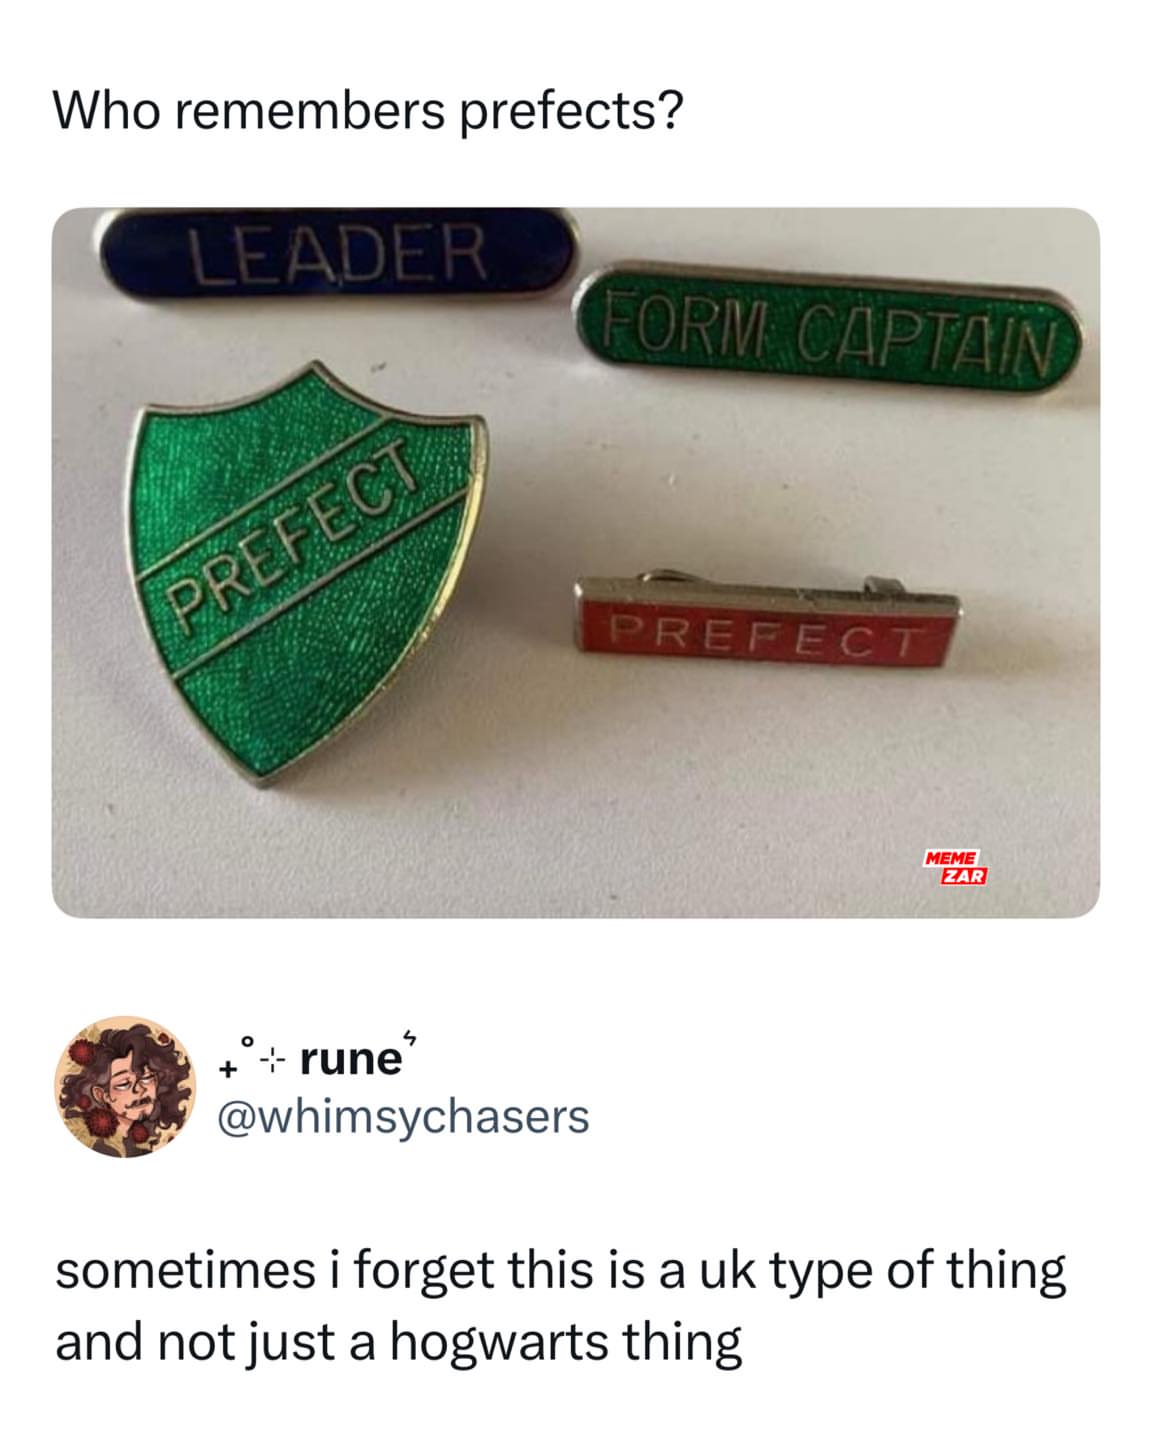 Who remembers prefects?
LEADER
FORM CAPTAIN
PREFECT
PREFECT
MEME
ZAR
₊˚⊹ rune ϟ
@whimsychasers
sometimes i forget this is a uk type of thing
and not just a hogwarts thing